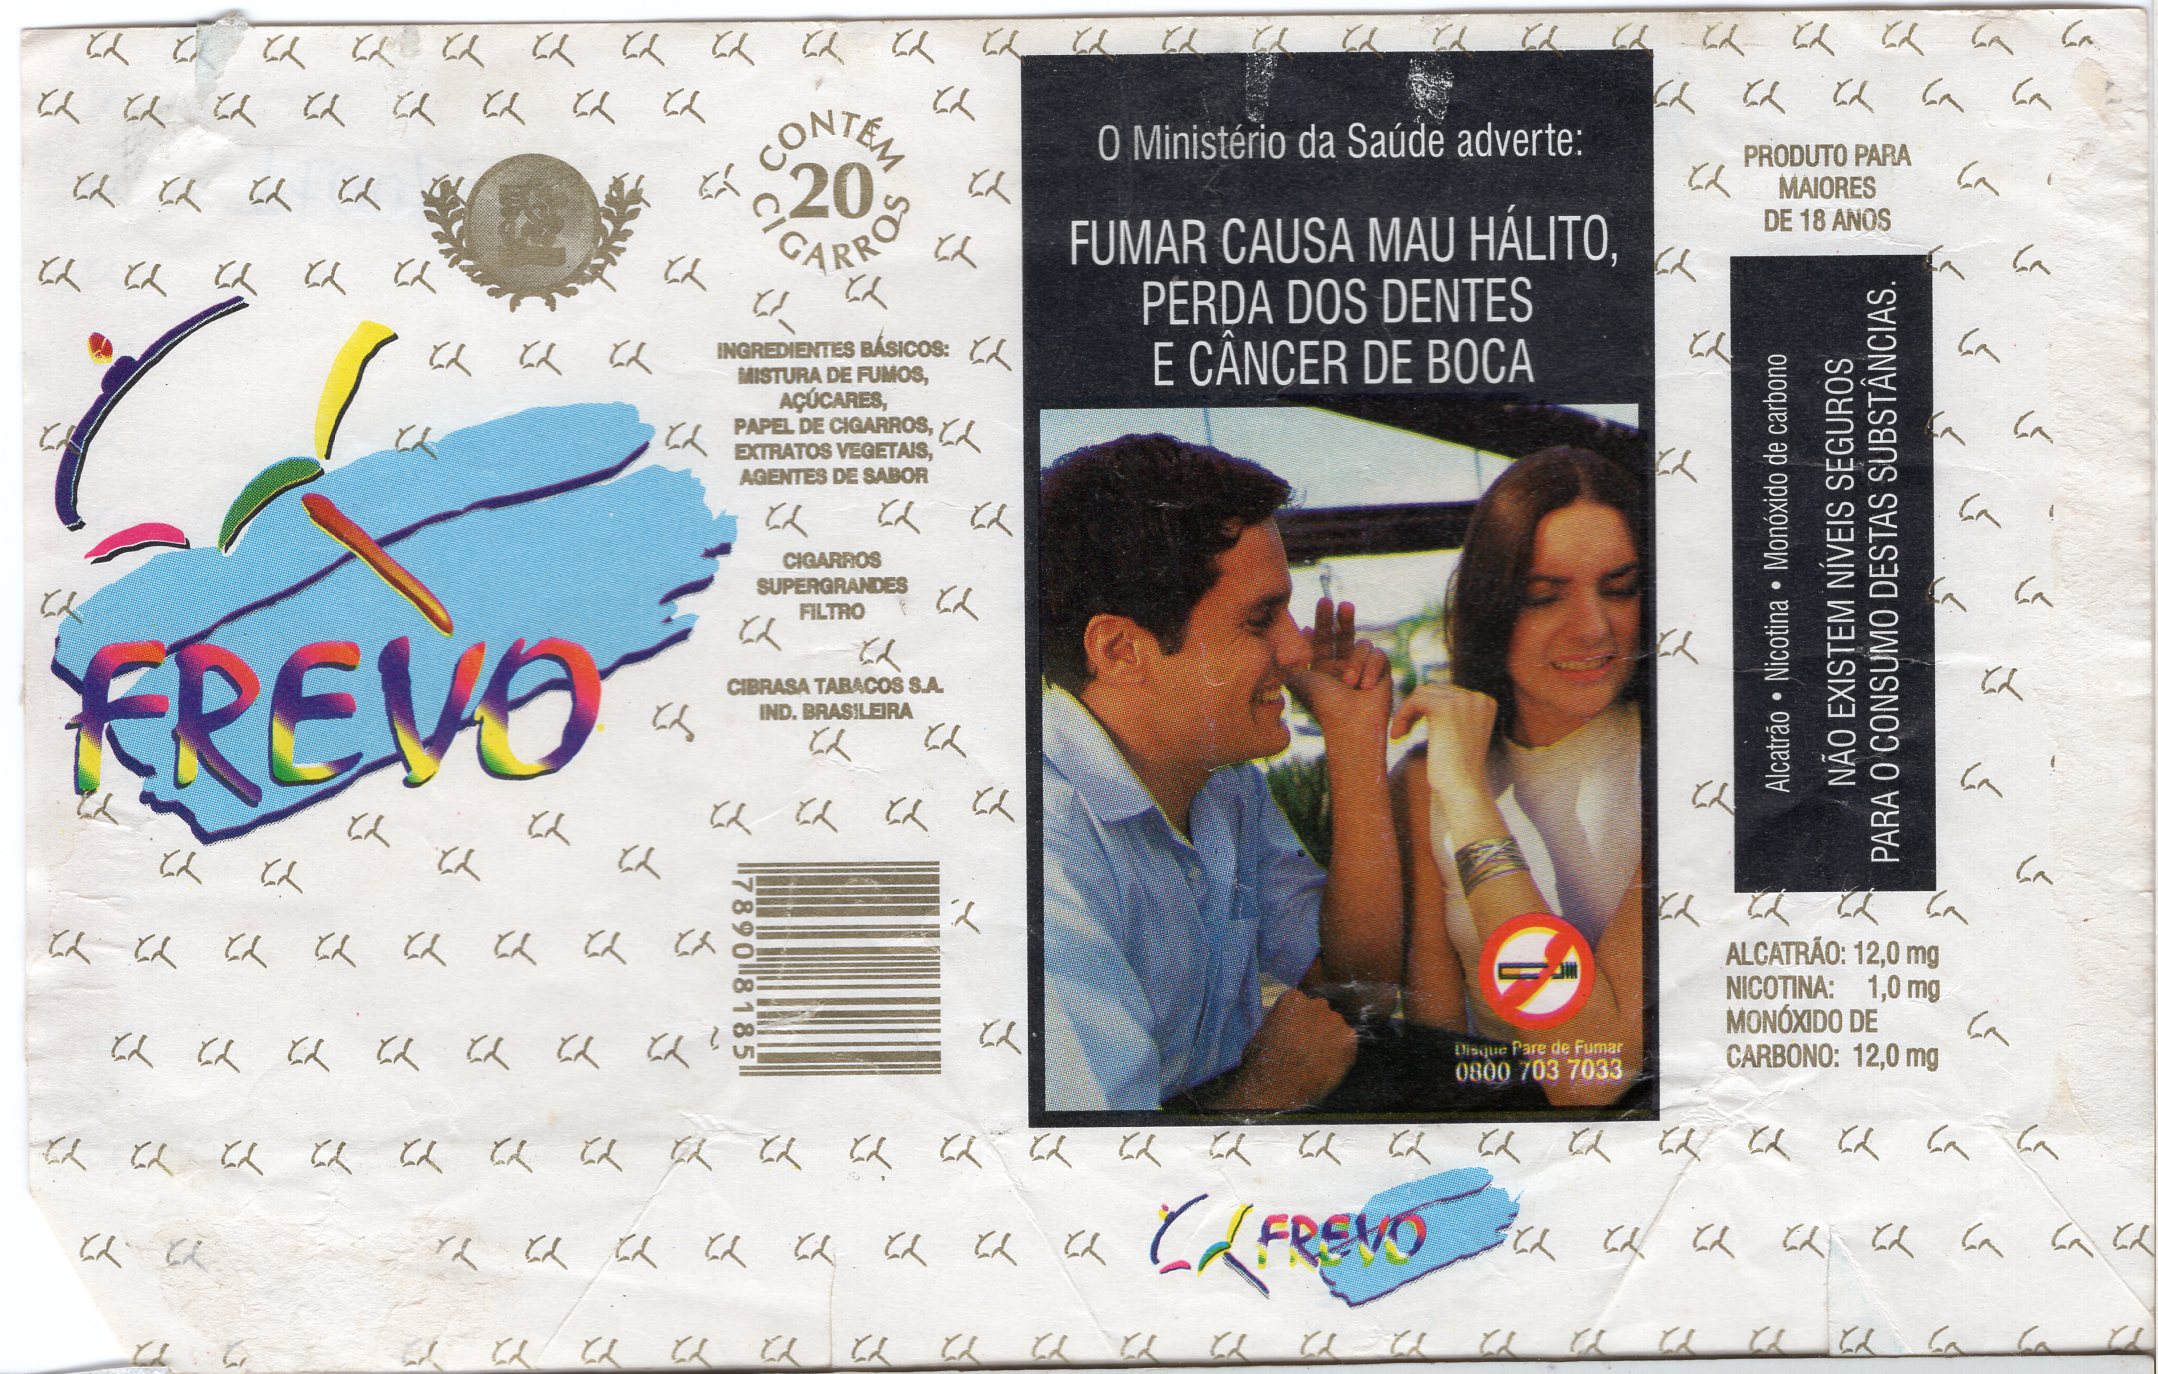 FREVO
CONTÉM
20
CIGARROS
INGREDIENTES BÁSICOS:
MISTURA DE FUMOS,
AÇÚCARES,
PAPEL DE CIGARROS,
EXTRATOS VEGETAIS,
AGENTES DE SABOR
CIGARROS
SUPERGRANDES
FILTRO
CIBRASA TABACOS S.A.
IND. BRASILEIRA
78908185
O Ministério da Saúde adverte:
FUMAR CAUSA MAU HÁLITO,
PERDA DOS DENTES
E CÂNCER DE BOCA
Disque Pare de Fumar
0800 703 7033
PRODUTO PARA
MAIORES
DE 18 ANOS
Alcatrão • Nicotina • Monóxido de carbono
NÃO EXISTEM NÍVEIS SEGUROS
PARA O CONSUMO DESTAS SUBSTÂNCIAS.
ALCATRÃO: 12,0 mg
NICOTINA: 1,0 mg
MONÓXIDO DE
CARBONO: 12,0 mg
FREVO